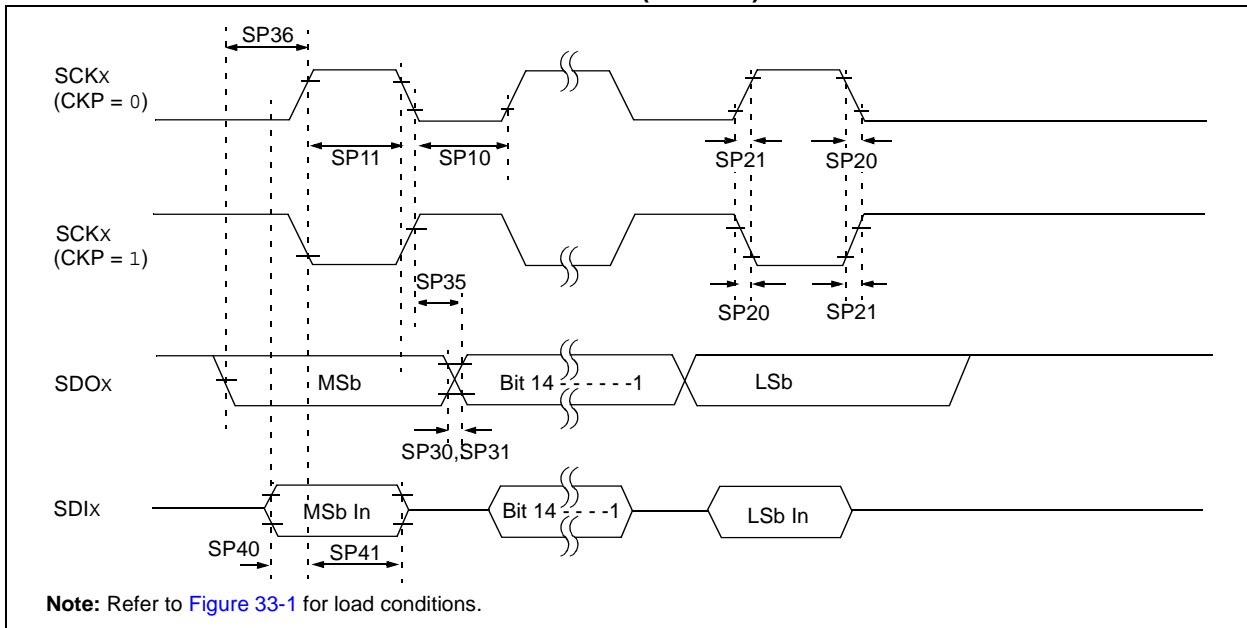 SP36
SCKx
(CKP = 0)
SP11
SP10
SP21
SP20
SCKx
(CKP = 1)
SP35
SP20
SP21
SDOx
MSb
Bit 14 - - - - - -1
LSb
SP30,SP31
SDIx
MSb In
Bit 14 - - - -1
LSb In
SP40
SP41
Note: Refer to Figure 33-1 for load conditions.